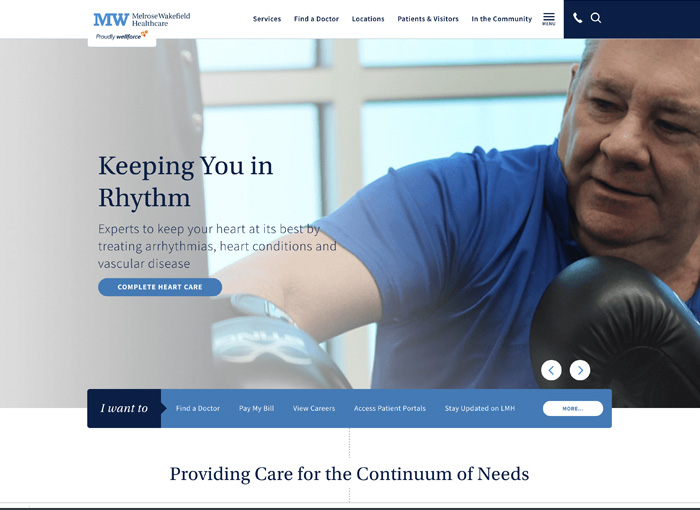 MW MelroseWakefield
Healthcare
Proudly wellforce
Services Find a Doctor Locations Patients & Visitors In the Community MENU
Keeping You in
Rhythm
Experts to keep your heart at its best by
treating arrhythmias, heart conditions and
vascular disease
COMPLETE HEART CARE
I want to Find a Doctor Pay My Bill View Careers Access Patient Portals Stay Updated on LMH MORE...
Providing Care for the Continuum of Needs